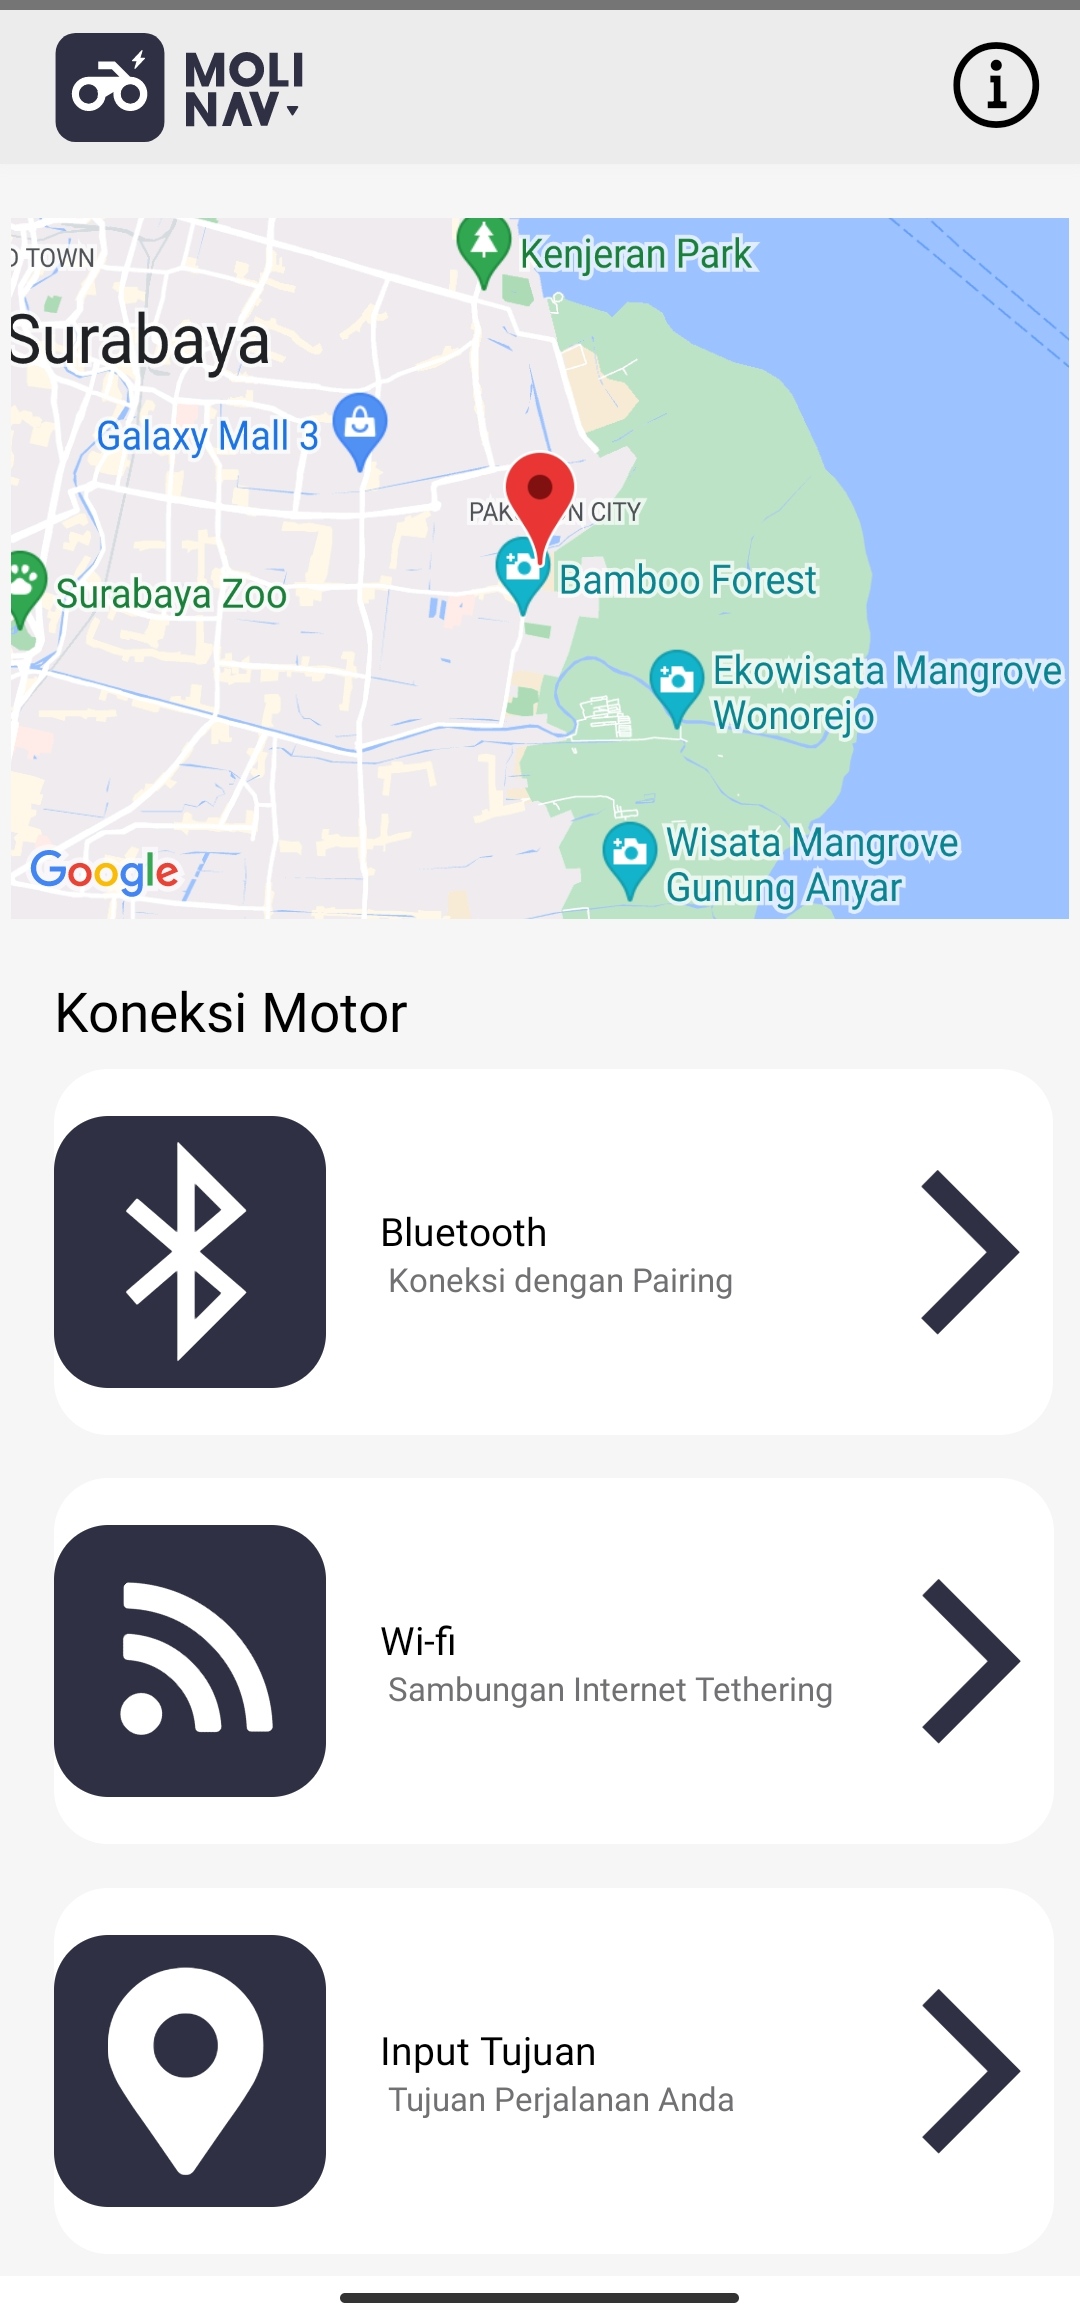 MOLI
NAV
Kenjeran Park
TOWN
Surabaya
Galaxy Mall 3
CITY
Bamboo Forest
Surabaya Zoo
Ekowisata Mangrove
Wonorejo
Wisata Mangrove
Gunung Anyar
Google
Koneksi Motor
Bluetooth
Koneksi dengan Pairing
Wi-fi
Sambungan Internet Tethering
Input Tujuan
Tujuan Perjalanan Anda